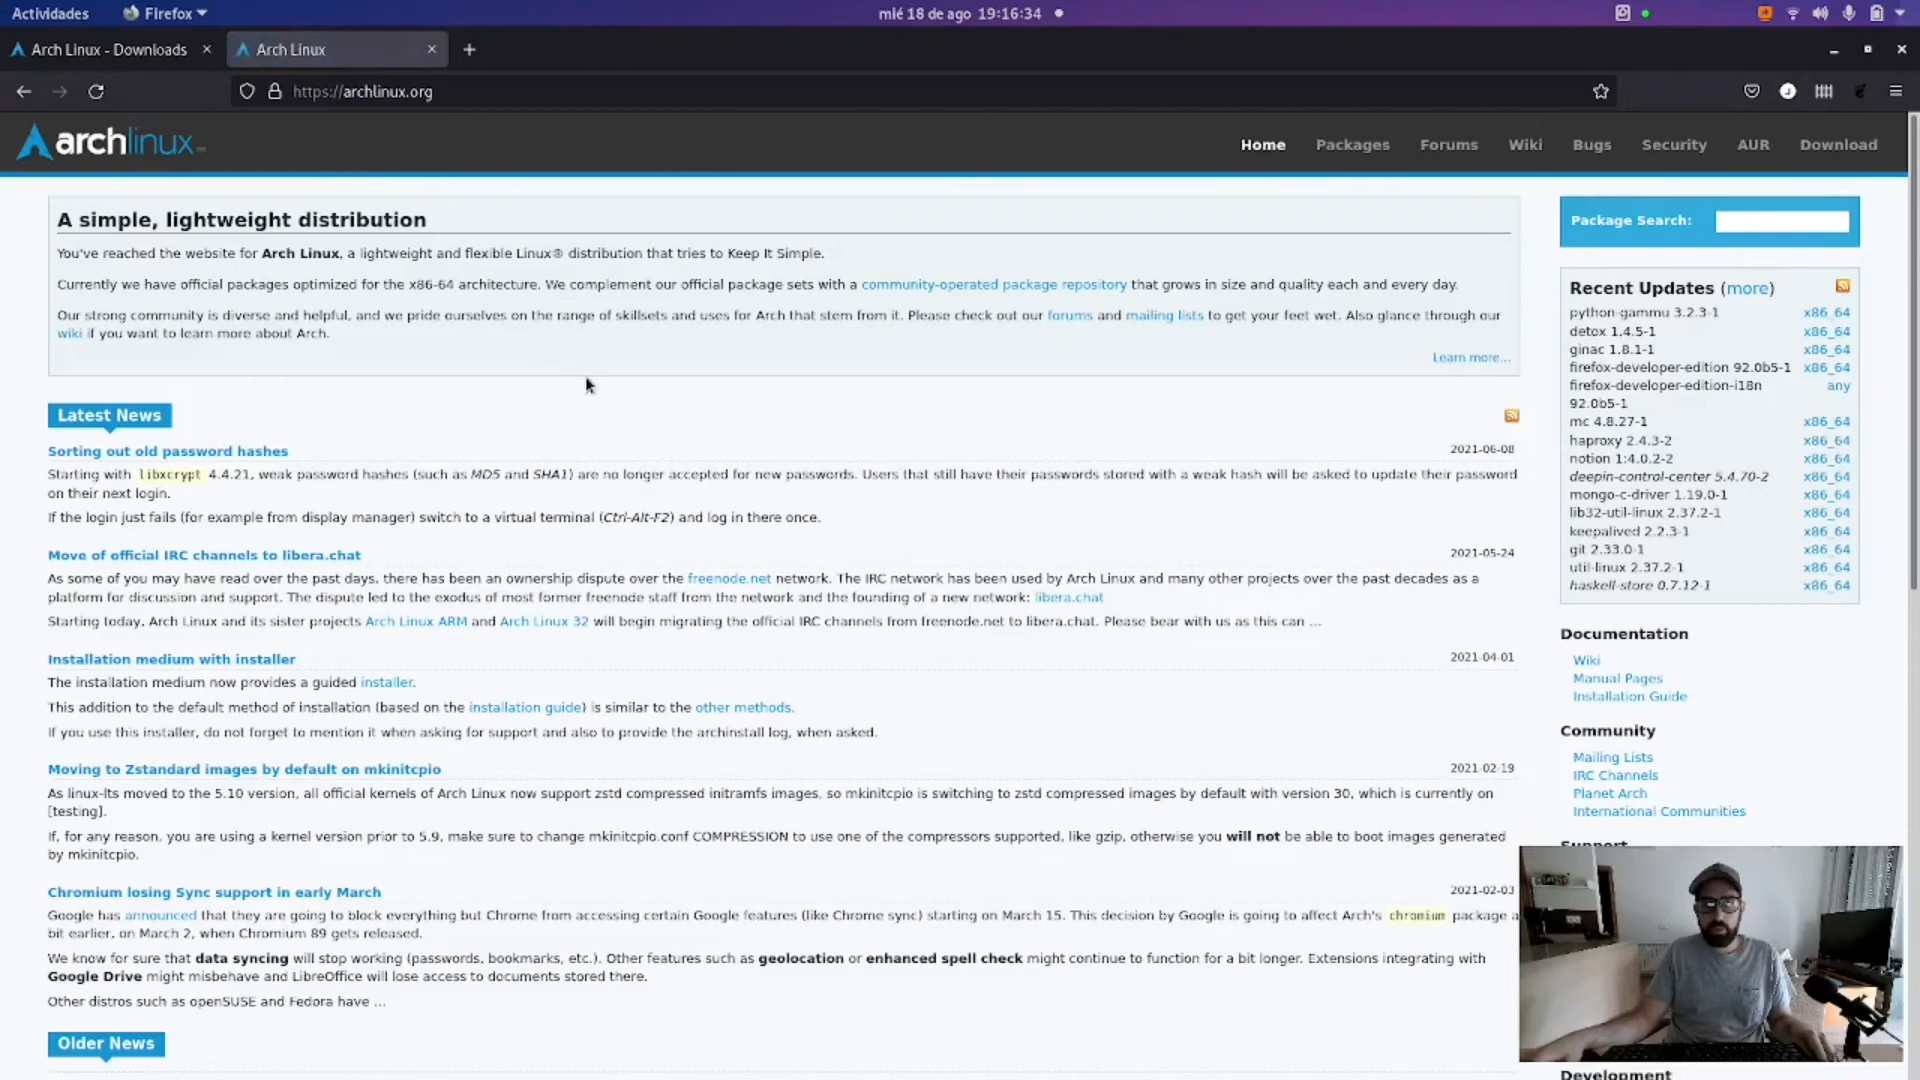 Actividades
Firefox
mié 18 de ago 19:16:34
Arch Linux - Downloads
Arch Linux
https://archlinux.org
archlinux
Home
Packages
Forums
Wiki
Bugs
Security
AUR
Download
A simple, lightweight distribution
You've reached the website for Arch Linux, a lightweight and flexible Linux® distribution that tries to Keep It Simple.
Currently we have official packages optimized for the x86-64 architecture. We complement our official package sets with a community-operated package repository that grows in size and quality each and every day.
Our strong community is diverse and helpful, and we pride ourselves on the range of skillsets and uses for Arch that stem from it. Please check out our forums and mailing lists to get your feet wet. Also glance through our
wiki if you want to learn more about Arch.
Learn more...
Latest News
Sorting out old password hashes
2021-06-08
Starting with libxcrypt 4.4.21, weak password hashes (such as MD5 and SHA1) are no longer accepted for new passwords. Users that still have their passwords stored with a weak hash will be asked to update their password
on their next login.
If the login just fails (for example from display manager) switch to a virtual terminal (Ctrl-Alt-F2) and log in there once.
Move of official IRC channels to libera.chat
2021-05-24
As some of you may have read over the past days, there has been an ownership dispute over the freenode.net network. The IRC network has been used by Arch Linux and many other projects over the past decades as a
platform for discussion and support. The dispute led to the exodus of most former freenode staff from the network and the founding of a new network: libera.chat
Starting today, Arch Linux and its sister projects Arch Linux ARM and Arch Linux 32 will begin migrating the official IRC channels from freenode.net to libera.chat. Please bear with us as this can ...
Installation medium with installer
2021-04-01
The installation medium now provides a guided installer.
This addition to the default method of installation (based on the installation guide) is similar to the other methods.
If you use this installer, do not forget to mention it when asking for support and also to provide the archinstall log, when asked.
Moving to Zstandard images by default on mkinitcpio
2021-02-19
As linux-lts moved to the 5.10 version, all official kernels of Arch Linux now support zstd compressed initramfs images, so mkinitcpio is switching to zstd compressed images by default with version 30, which is currently on
[testing].
If, for any reason, you are using a kernel version prior to 5.9, make sure to change mkinitcpio.conf COMPRESSION to use one of the compressors supported, like gzip, otherwise you will not be able to boot images generated
by mkinitcpio.
Chromium losing Sync support in early March
2021-02-03
Google has announced that they are going to block everything but Chrome from accessing certain Google features (like Chrome sync) starting on March 15. This decision by Google is going to affect Arch's chromium package a
bit earlier, on March 2, when Chromium 89 gets released.
We know for sure that data syncing will stop working (passwords, bookmarks, etc.). Other features such as geolocation or enhanced spell check might continue to function for a bit longer. Extensions integrating with
Google Drive might misbehave and LibreOffice will lose access to documents stored there.
Other distros such as openSUSE and Fedora have ...
Older News
Package Search:
Recent Updates (more)
python-gammu 3.2.3-1 x86_64
detox 1.4.5-1 x86_64
ginac 1.8.1-1 x86_64
firefox-developer-edition 92.0b5-1 x86_64
firefox-developer-edition-i18n any
92.0b5-1
mc 4.8.27-1 x86_64
haproxy 2.4.3-2 x86_64
notion 1:4.0.2-2 x86_64
deepin-control-center 5.4.70-2 x86_64
mongo-c-driver 1.19.0-1 x86_64
lib32-util-linux 2.37.2-1 x86_64
keepalived 2.2.3-1 x86_64
git 2.33.0-1 x86_64
util-linux 2.37.2-1 x86_64
haskell-store 0.7.12-1 x86_64
Documentation
Wiki
Manual Pages
Installation Guide
Community
Mailing Lists
IRC Channels
Planet Arch
International Communities
Support
Development